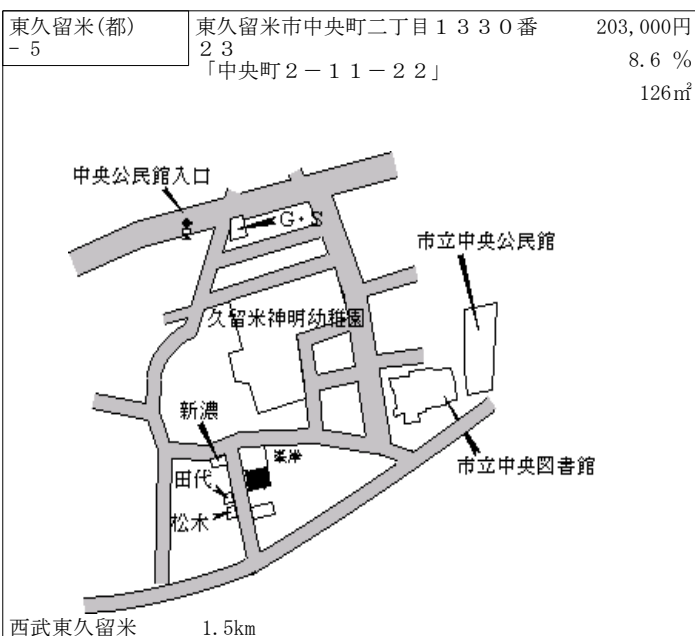 東久留米(都)
- 5
東久留米市中央町二丁目１３３０番
２３
「中央町２－１１－２２」
203,000円
8.6 %
126㎡
中央公民館入口
G・S
市立中央公民館
久留米神明幼稚園
新濃
田代
松木
市立中央図書館
西武東久留米 1.5km